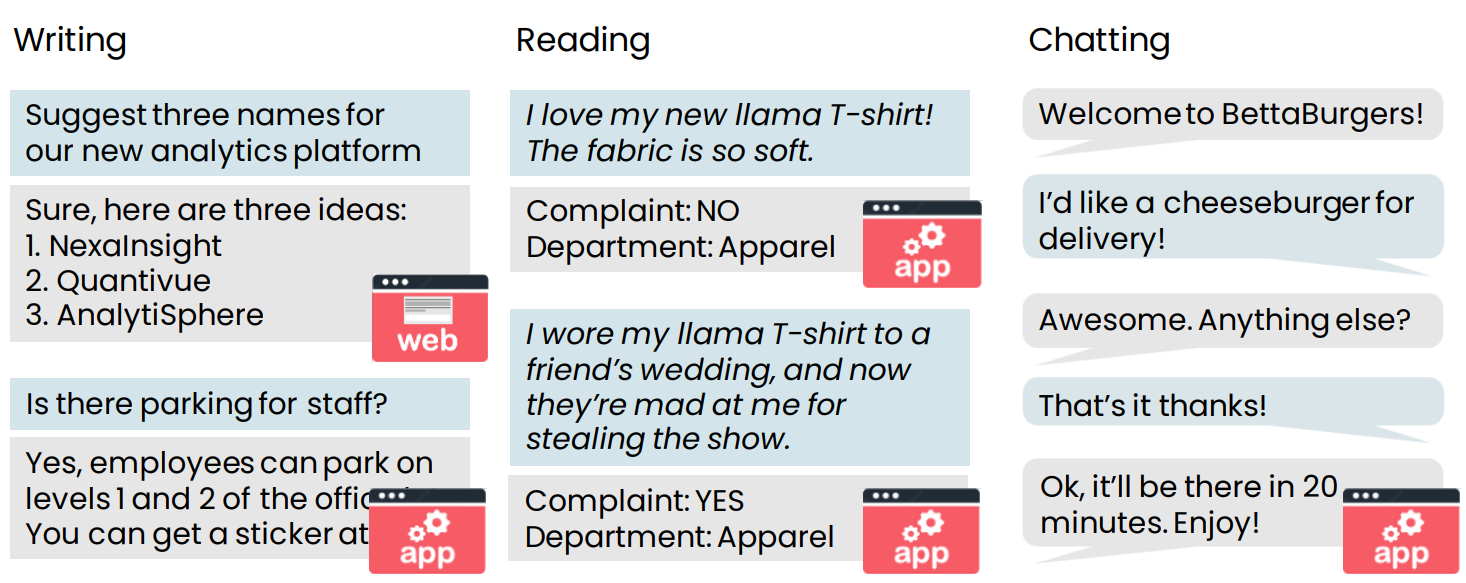 Writing
Suggest three names for
our new analytics platform
Sure, here are three ideas:
1. NexaInsight
2. Quantivue
3. AnalytiSphere
web
Is there parking for staff?
Yes, employees can park on
levels 1 and 2 of the
You can get a sticker at
app
Reading
I love my new llama T-shirt!
The fabric is so soft.
Complaint: NO
Department: Apparel
app
I wore my llama T-shirt to a
friend's wedding, and now
they're mad at me for
stealing the show.
Complaint: YES
Department: Apparel
app
Chatting
Welcome to BettaBurgers!
I'd like a cheeseburger for
delivery!
Awesome. Anything else?
That's it thanks!
Ok, it'll be there in 20
minutes. Enjoy!
app